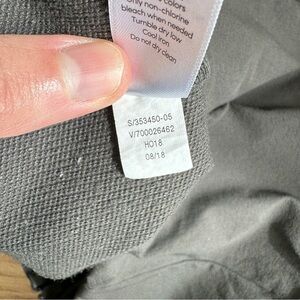 colors
Only non-chlorine
bleach when needed
Tumble dry low
Cool iron
Do not dry clean
S/353450-05
V/700026462
HO18
08/18